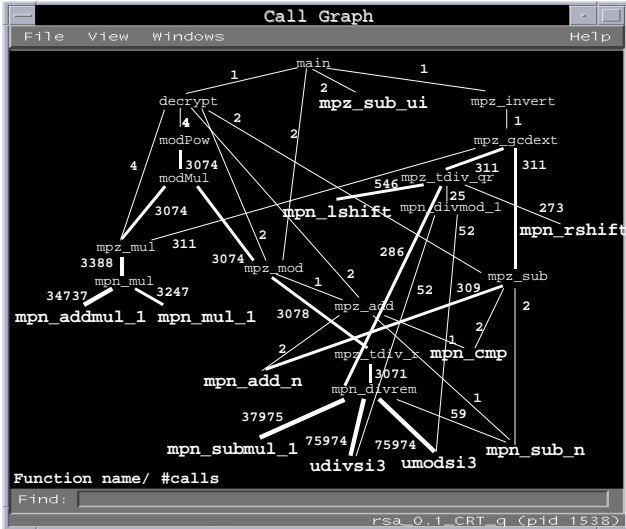 Call Graph
File View Windows Help
main
1
1
2
decrypt
mpz_sub_ui
mpz_invert
4
2
2
1
modPow
mpz_gcdext
4
3074
311
311
modMul
mpz_tdiv_qr
546
25
3074
mpn_lshift
mpn_divmod_1
273
52
mpn_rshift
mpz_mul
311
3074
2
286
3388
mpz_mod
mpz_sub
mpn_mul
1
2
52
309
34737
3247
mpz_add
2
mpn_addmul_1
mpn_mul_1
3078
1
2
2
mpz_tdiv_r
mpn_cmp
mpn_add_n
3071
mpn_divrem
1
37975
59
mpn_submul_1
75974
75974
mpn_sub_n
udivsi3
umodsi3
Function name/ #calls
Find:
rsa_0.1_CRT_q (pid 1538)